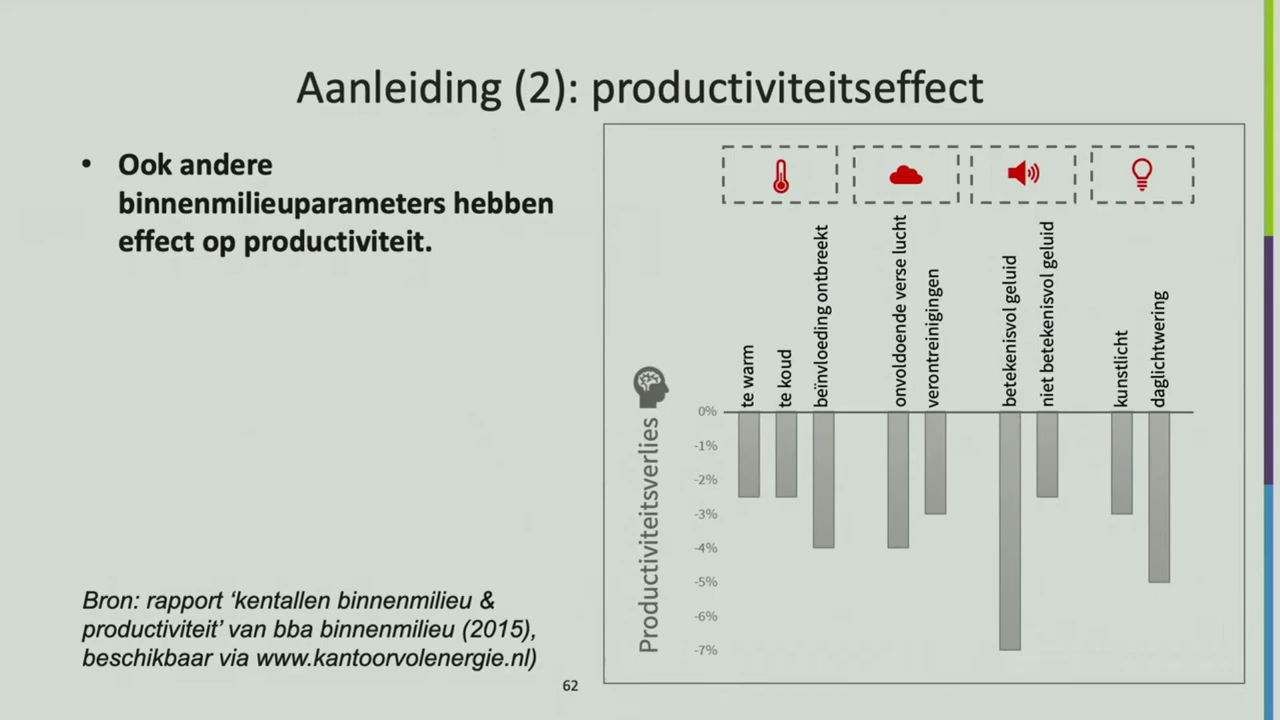 Aanleiding (2): productiviteitseffect
• Ook andere
binnenmilieuparameters hebben
effect op productiviteit.
te warm
te koud
beïnvloeding ontbreekt
onvoldoende verse lucht
verontreinigingen
betekenisvol geluid
niet betekenisvol geluid
kunstlicht
daglichtwering
Productiviteitsverlies
0%
-1%
-2%
-3%
-4%
-5%
-6%
-7%
Bron: rapport ‘kentallen binnenmilieu &
productiviteit’ van bba binnenmilieu (2015),
beschikbaar via www.kantoorvolenergie.nl)
62